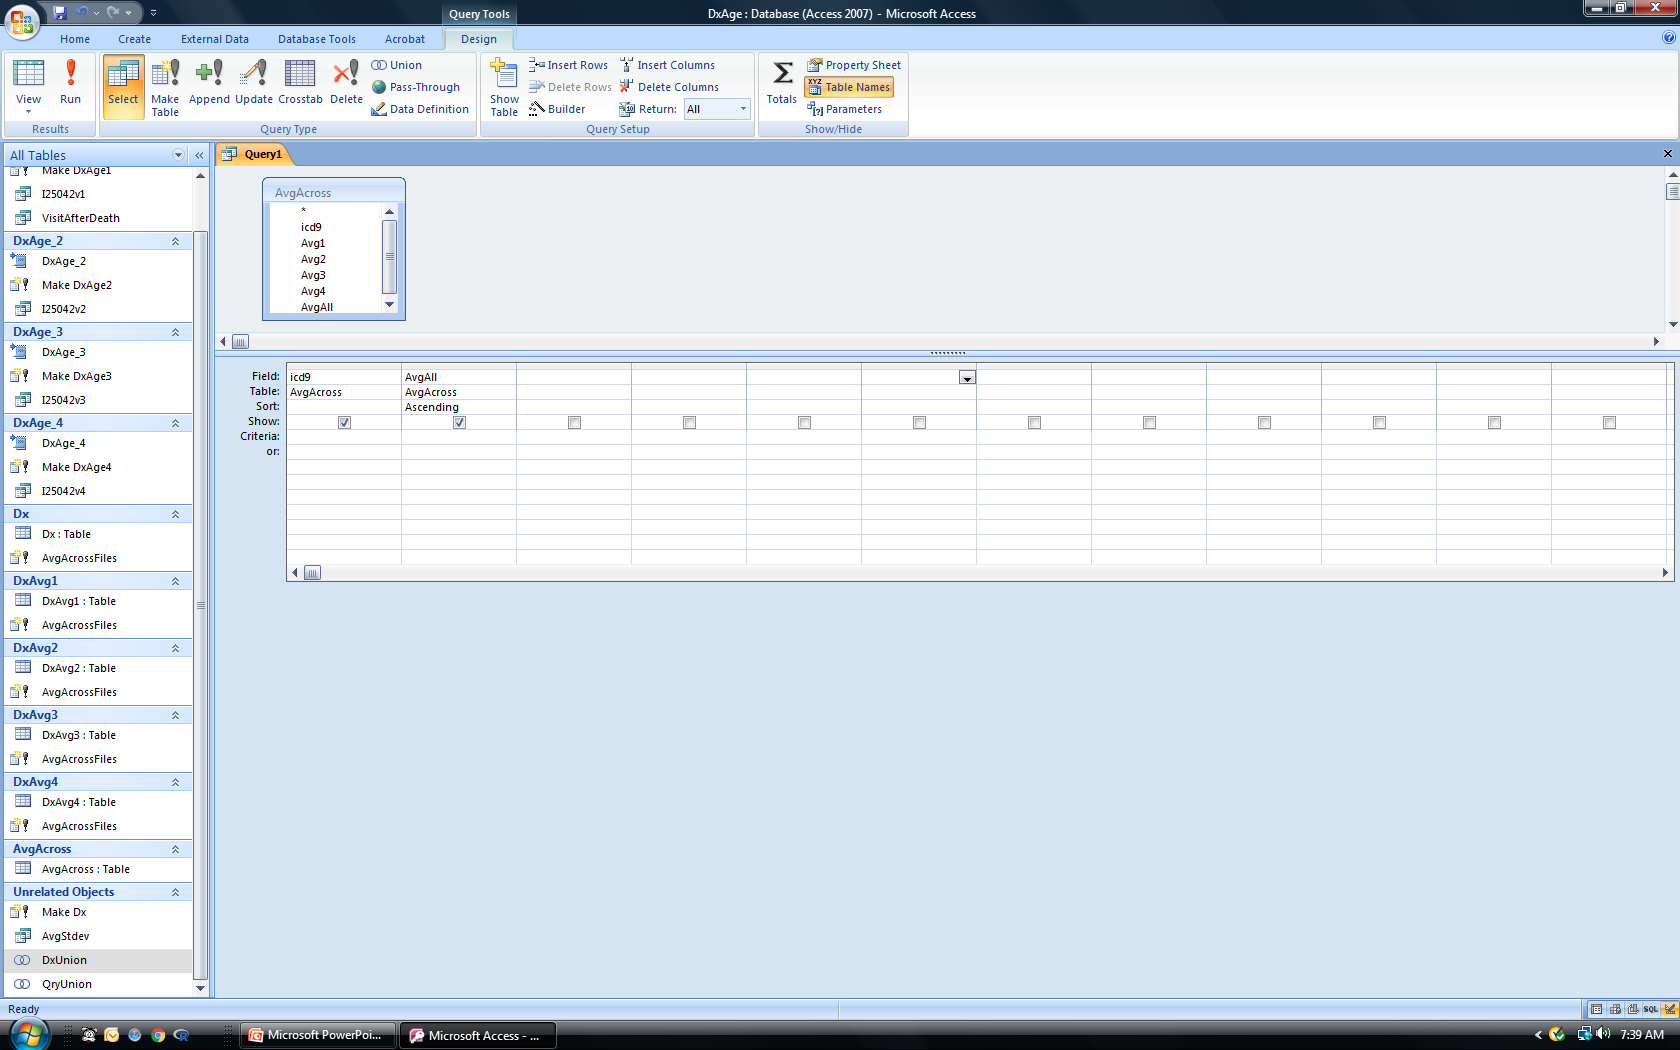 Query Tools
DxAge : Database (Access 2007) - Microsoft Access
Home Create External Data Database Tools Acrobat Design
View
Run
Results
Select
Make Table
Append
Update
Crosstab
Delete
Union
Pass-Through
Data Definition
Query Type
Show Table
Insert Rows
Delete Rows
Builder
Insert Columns
Delete Columns
Return: All
Query Setup
Σ
Totals
Property Sheet
XYZ Table Names
[?] Parameters
Show/Hide
All Tables «
Make DxAge1
I25042v1
VisitAfterDeath
DxAge_2
DxAge_2
Make DxAge2
I25042v2
DxAge_3
DxAge_3
Make DxAge3
I25042v3
DxAge_4
DxAge_4
Make DxAge4
I25042v4
Dx
Dx : Table
AvgAcrossFiles
DxAvg1
DxAvg1 : Table
AvgAcrossFiles
DxAvg2
DxAvg2 : Table
AvgAcrossFiles
DxAvg3
DxAvg3 : Table
AvgAcrossFiles
DxAvg4
DxAvg4 : Table
AvgAcrossFiles
AvgAcross
AvgAcross : Table
Unrelated Objects
Make Dx
AvgStdev
DxUnion
QryUnion
Query1
AvgAcross
*
icd9
Avg1
Avg2
Avg3
Avg4
AvgAll
Field: icd9 AvgAll
Table: AvgAcross AvgAcross
Sort: Ascending
Show:
Criteria:
or:
Ready
SQL
Microsoft PowerPoi...
Microsoft Access - ...
7:39 AM